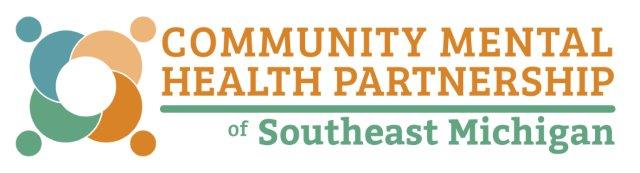 COMMUNITY MENTAL
HEALTH PARTNERSHIP
of Southeast Michigan